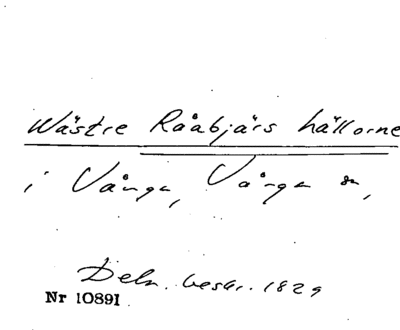 Wästre Råabjärs hällorne
i Vånga, Vånga sn,
Deln. beskr. 1829
Nr 10891